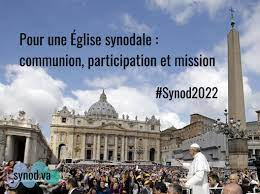 Pour une Église synodale :
communion, participation et mission
#Synod2022
synod.va